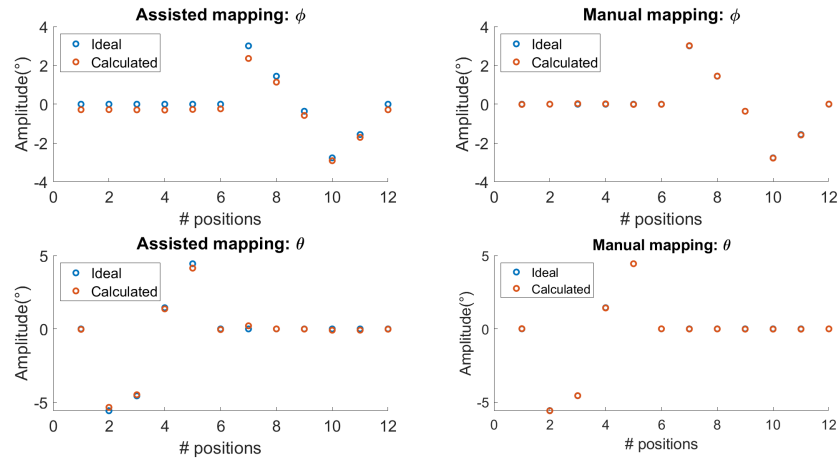 Assisted mapping: ϕ
4
2
0
-2
-4
Amplitude(°)
Ideal
Calculated
0 2 4 6 8 10 12
# positions
Manual mapping: ϕ
4
2
0
-2
-4
Amplitude(°)
Ideal
Calculated
0 2 4 6 8 10 12
# positions
Assisted mapping: θ
5
0
-5
Amplitude(°)
Ideal
Calculated
0 2 4 6 8 10 12
# positions
Manual mapping: θ
5
0
-5
Amplitude(°)
Ideal
Calculated
0 2 4 6 8 10 12
# positions